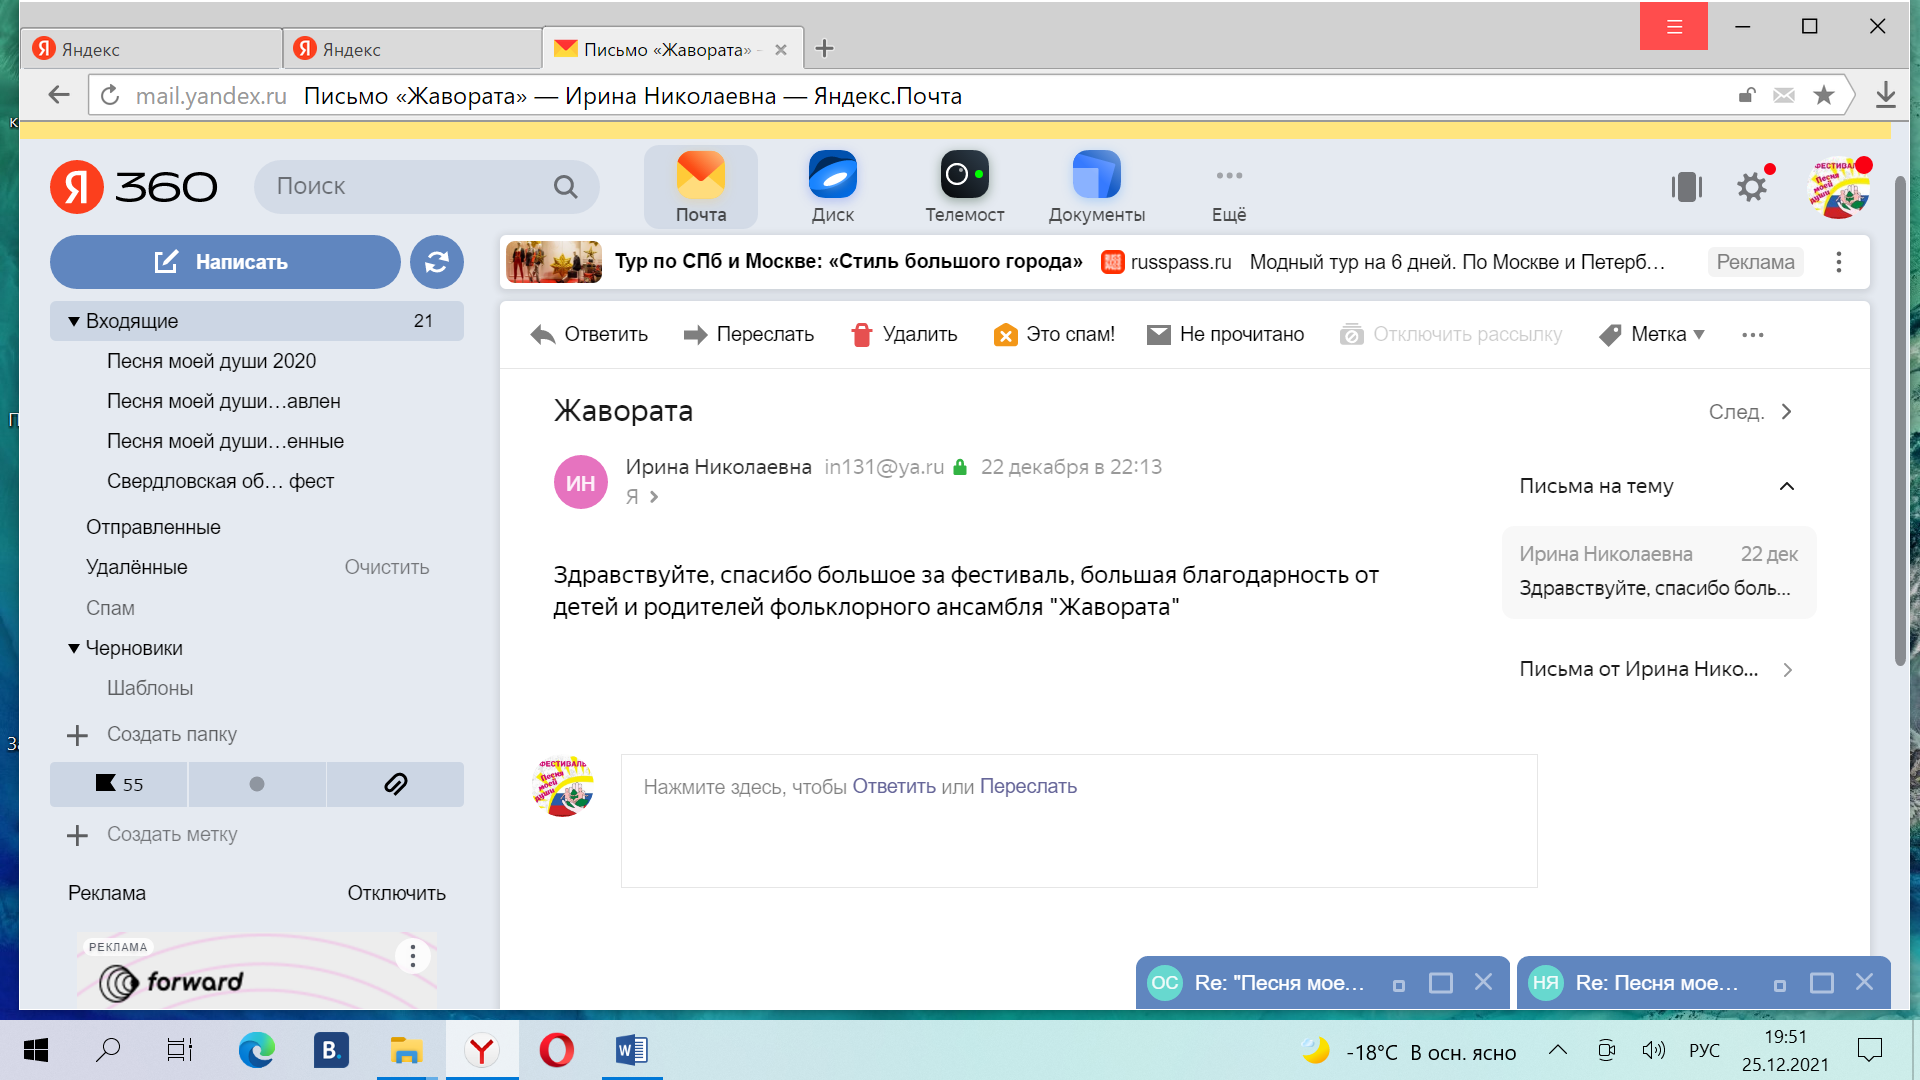 Яндекс
Яндекс
Письмо «Жавората» -
mail.yandex.ru Письмо «Жавората» — Ирина Николаевна — Яндекс.Почта
Я 360
Поиск
Почта
Диск
Телемост
Документы
Ещё
Написать
Тур по СПб и Москве: «Стиль большого города» russpass.ru Модный тур на 6 дней. По Москве и Петерб... Реклама
Входящие 21
Песня моей души 2020
Песня моей души...авлен
Песня моей души...енные
Свердловская об... фест
Отправленные
Удалённые Очистить
Спам
Черновики
Шаблоны
Создать папку
55
Создать метку
Реклама Отключить
РЕКЛАМА
forward
Ответить Переслать Удалить Это спам! Не прочитано Отключить рассылку Метка
Жавората
След.
ИН
Ирина Николаевна in131@ya.ru 22 декабря в 22:13
Я
Здравствуйте, спасибо большое за фестиваль, большая благодарность от
детей и родителей фольклорного ансамбля "Жавората"
Письма на тему
Ирина Николаевна 22 дек
Здравствуйте, спасибо боль...
Письма от Ирина Нико...
ФЕСТИВАЛЬ
Песня
моей
души
Нажмите здесь, чтобы Ответить или Переслать
ОС Re: "Песня мое...
НЯ Re: Песня мое...
B.
-18°C В осн. ясно
РУС
19:51
25.12.2021